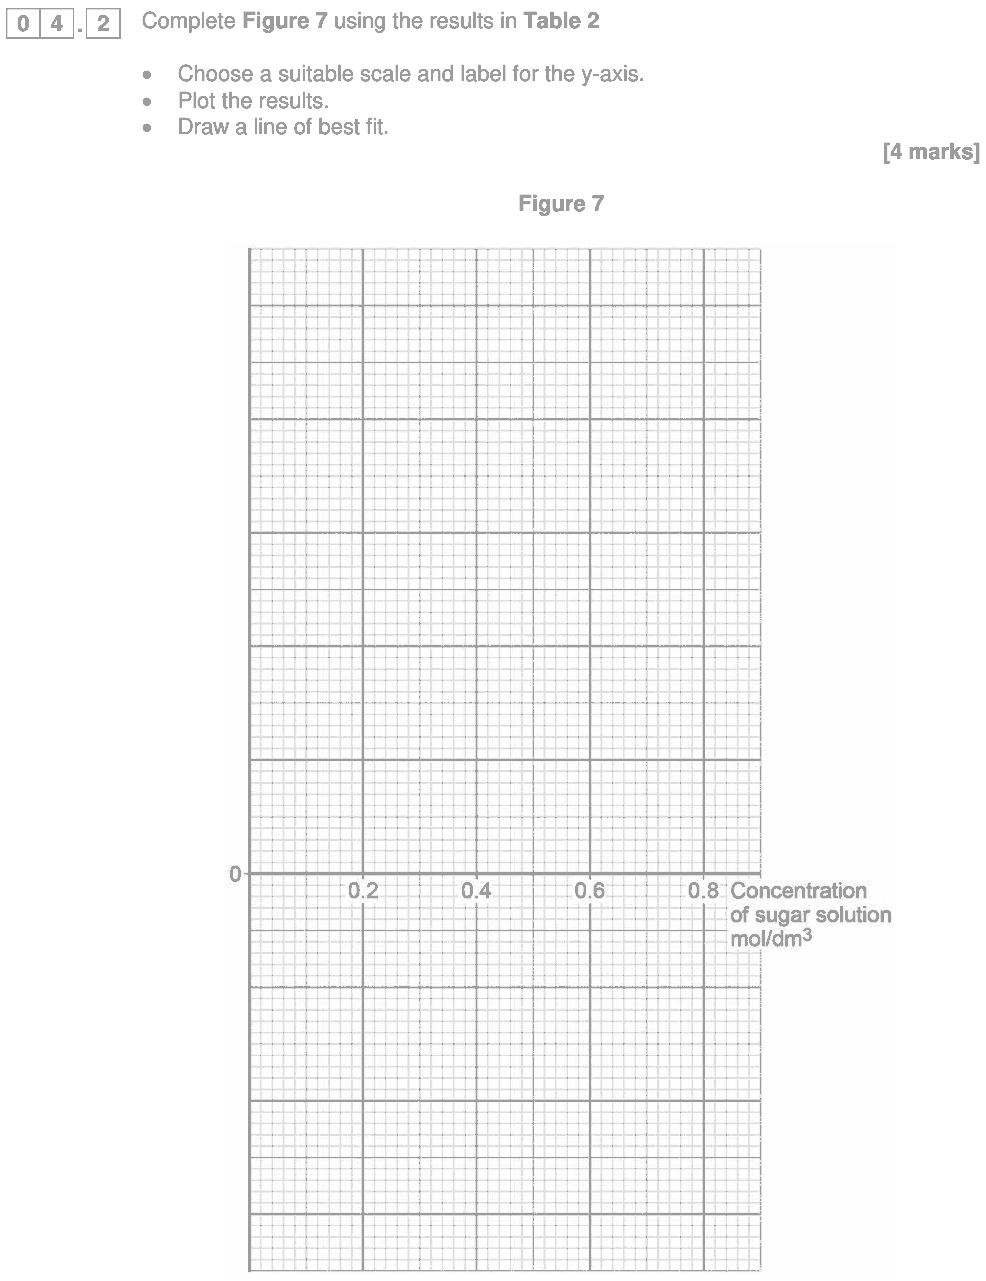 0 4 . 2 Complete Figure 7 using the results in Table 2
• Choose a suitable scale and label for the y-axis.
• Plot the results.
• Draw a line of best fit.
[4 marks]
Figure 7
0
0.2 0.4 0.6 0.8 Concentration
of sugar solution
mol/dm³